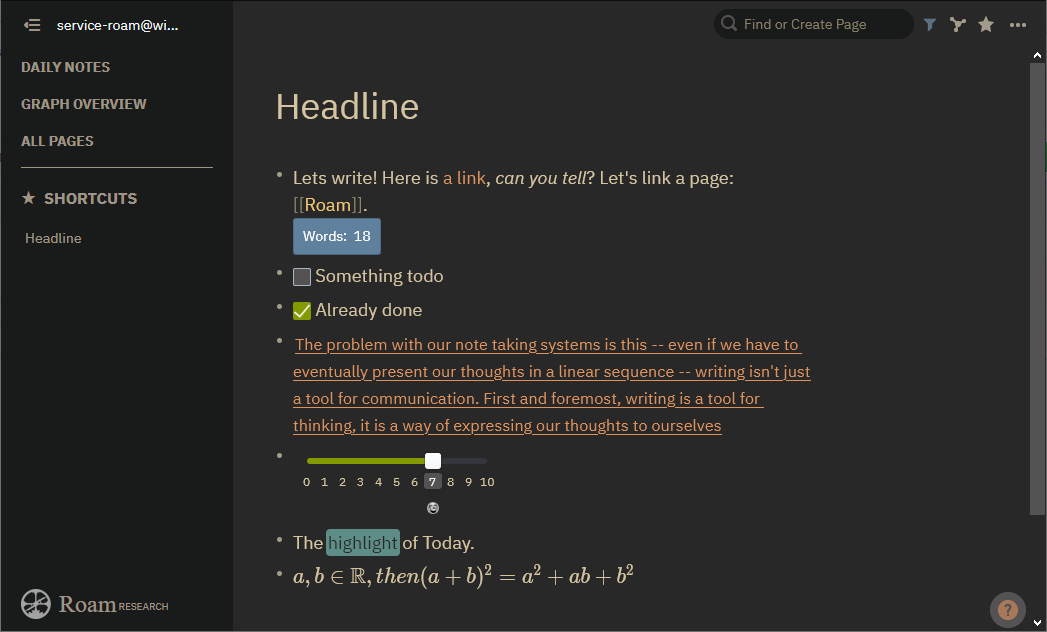 service-roam@wi...
Find or Create Page
DAILY NOTES
GRAPH OVERVIEW
ALL PAGES
★ SHORTCUTS
Headline
Headline
Lets write! Here is a link, can you tell? Let's link a page:
[[Roam]].
Words: 18
Something todo
Already done
The problem with our note taking systems is this -- even if we have to
eventually present our thoughts in a linear sequence -- writing isn't just
a tool for communication. First and foremost, writing is a tool for
thinking, it is a way of expressing our thoughts to ourselves
0 1 2 3 4 5 6 7 8 9 10
The highlight of Today.
a, b ∈ ℝ, then(a + b)² = a² + ab + b²
Roam RESEARCH
?